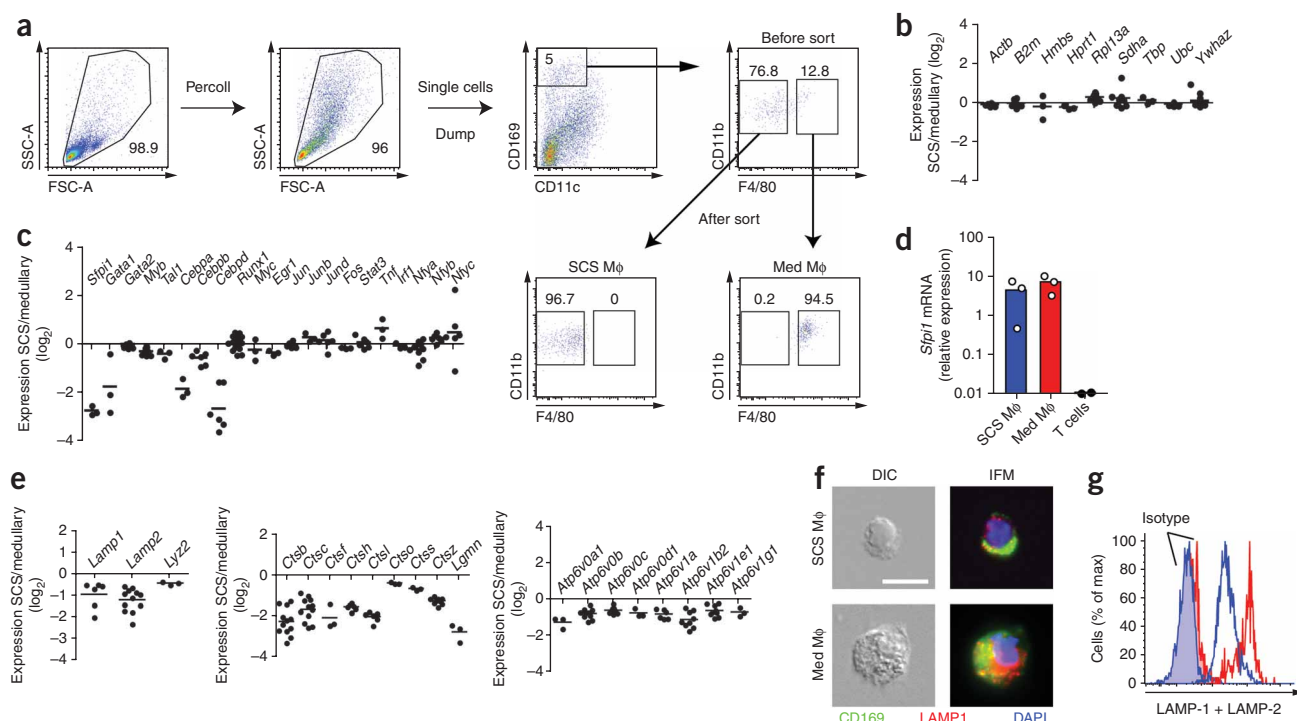 a
SSC-A
FSC-A
98.9
Percoll
SSC-A
FSC-A
96
Single cells
Dump
CD169
CD11c
5
Before sort
76.8
12.8
CD11b
F4/80
After sort
SCS MΦ
96.7
0
CD11b
F4/80
Med MΦ
0.2
94.5
CD11b
F4/80
b
Expression
SCS/medullary (log2)
4
2
0
−2
−4
Actb
B2m
Hmbs
Hprt1
Rpl13a
Sdha
Tbp
Ubc
Ywhaz
c
Expression SCS/medullary
(log2)
4
2
0
−2
−4
Sfpi1
Gata1
Gata2
Myb
Tal1
Cebpa
Cebpb
Cebpd
Runx1
Myc
Egr1
Jun
Junb
Jund
Fos
Stat3
Tnf
Irf1
Nfya
Nfyb
Nfyc
d
Sfpi1 mRNA
(relative expression)
100
10
1
0.10
0.01
SCS MΦ
Med MΦ
T cells
e
Expression SCS/medullary
(log2)
2
1
0
−1
−2
−3
−4
Lamp1
Lamp2
Lyz2
Expression SCS/medullary
(log2)
2
0
−2
−4
Ctsb
Ctsc
Ctsf
Ctsh
Ctsl
Ctso
Ctss
Ctsz
Lgmn
Expression SCS/medullary
(log2)
4
2
0
−2
−4
Atp6v0a1
Atp6v0b
Atp6v0c
Atp6v0d1
Atp6v1a
Atp6v1b2
Atp6v1e1
Atp6v1g1
f
DIC
IFM
SCS MΦ
Med MΦ
CD169
LAMP1
DAPI
g
Isotype
Cells (% of max)
100
80
60
40
20
0
LAMP-1 + LAMP-2